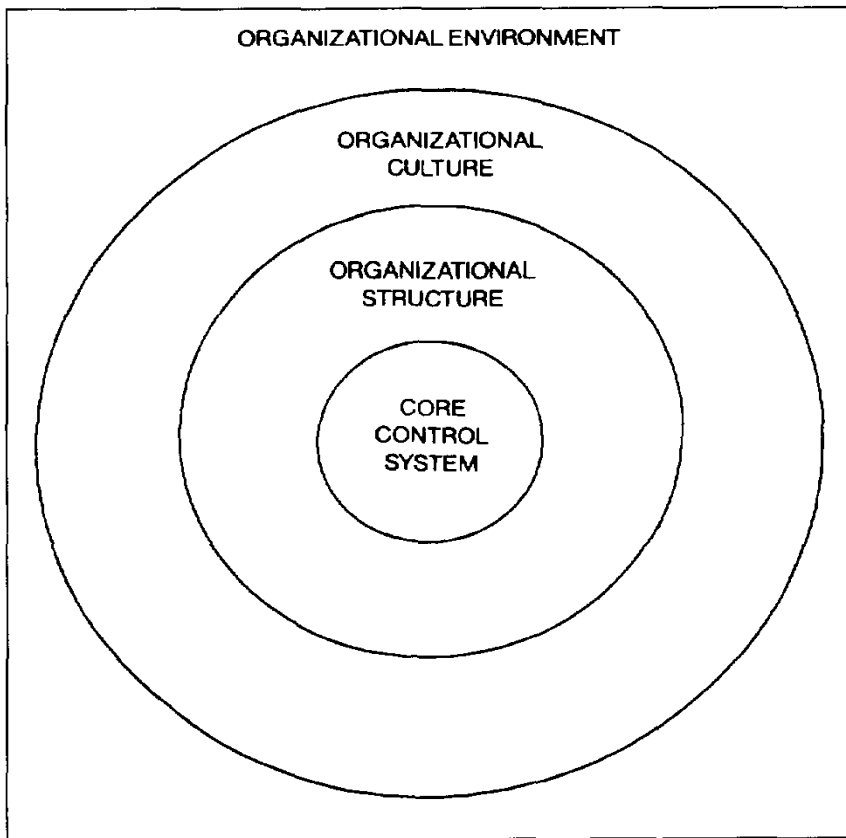 ORGANIZATIONAL ENVIRONMENT
ORGANIZATIONAL
CULTURE
ORGANIZATIONAL
STRUCTURE
CORE
CONTROL
SYSTEM